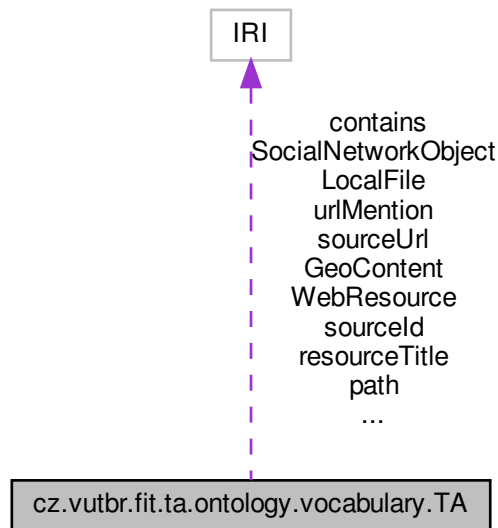 IRI
contains
SocialNetworkObject
LocalFile
urlMention
sourceUrl
GeoContent
WebResource
sourceId
resourceTitle
path
...
cz.vutbr.fit.ta.ontology.vocabulary.TA